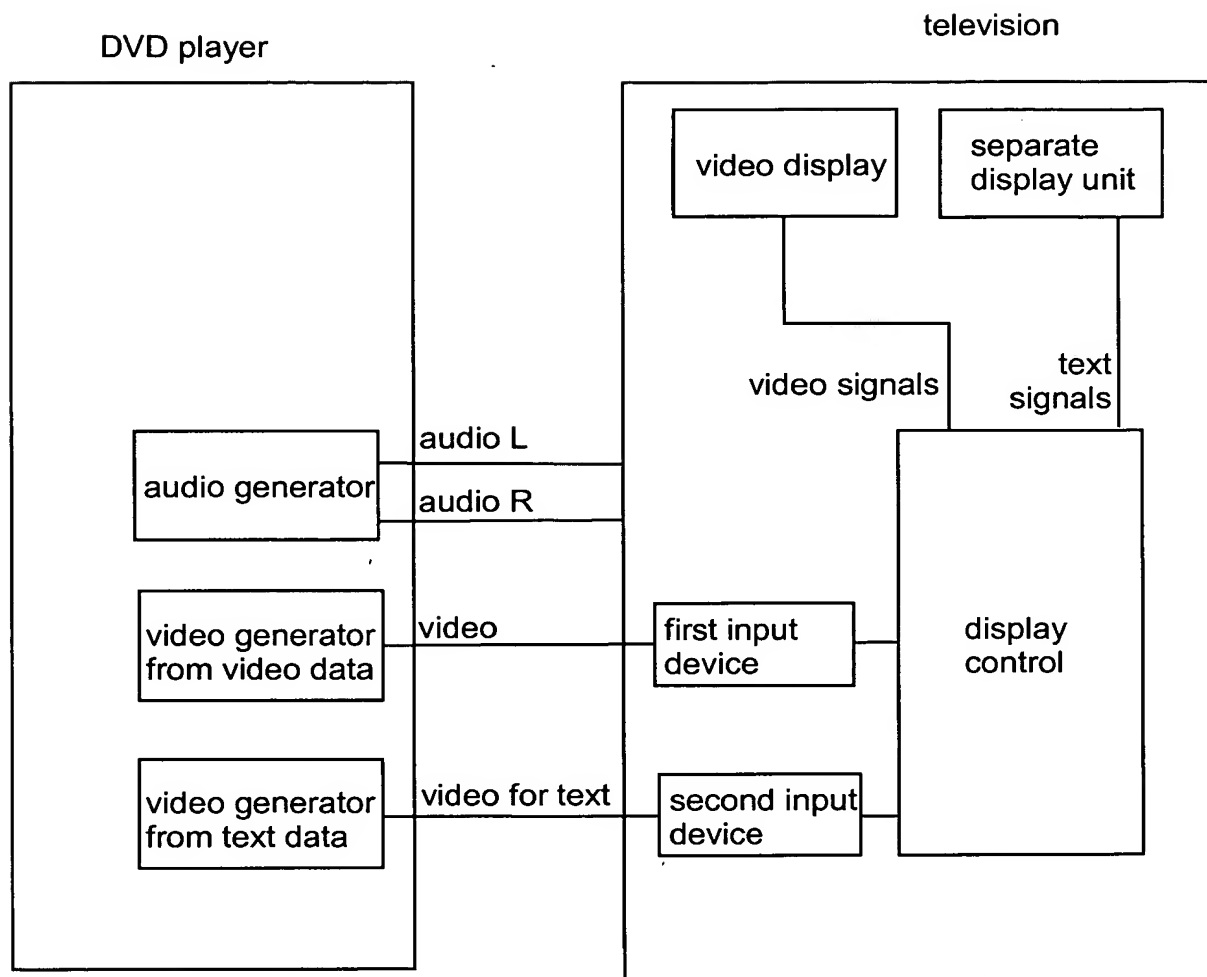 DVD player
television
video display
separate
display unit
video signals
text
signals
audio L
audio generator
audio R
video generator
from video data
video
first input
device
display
control
video generator
from text data
video for text
second input
device